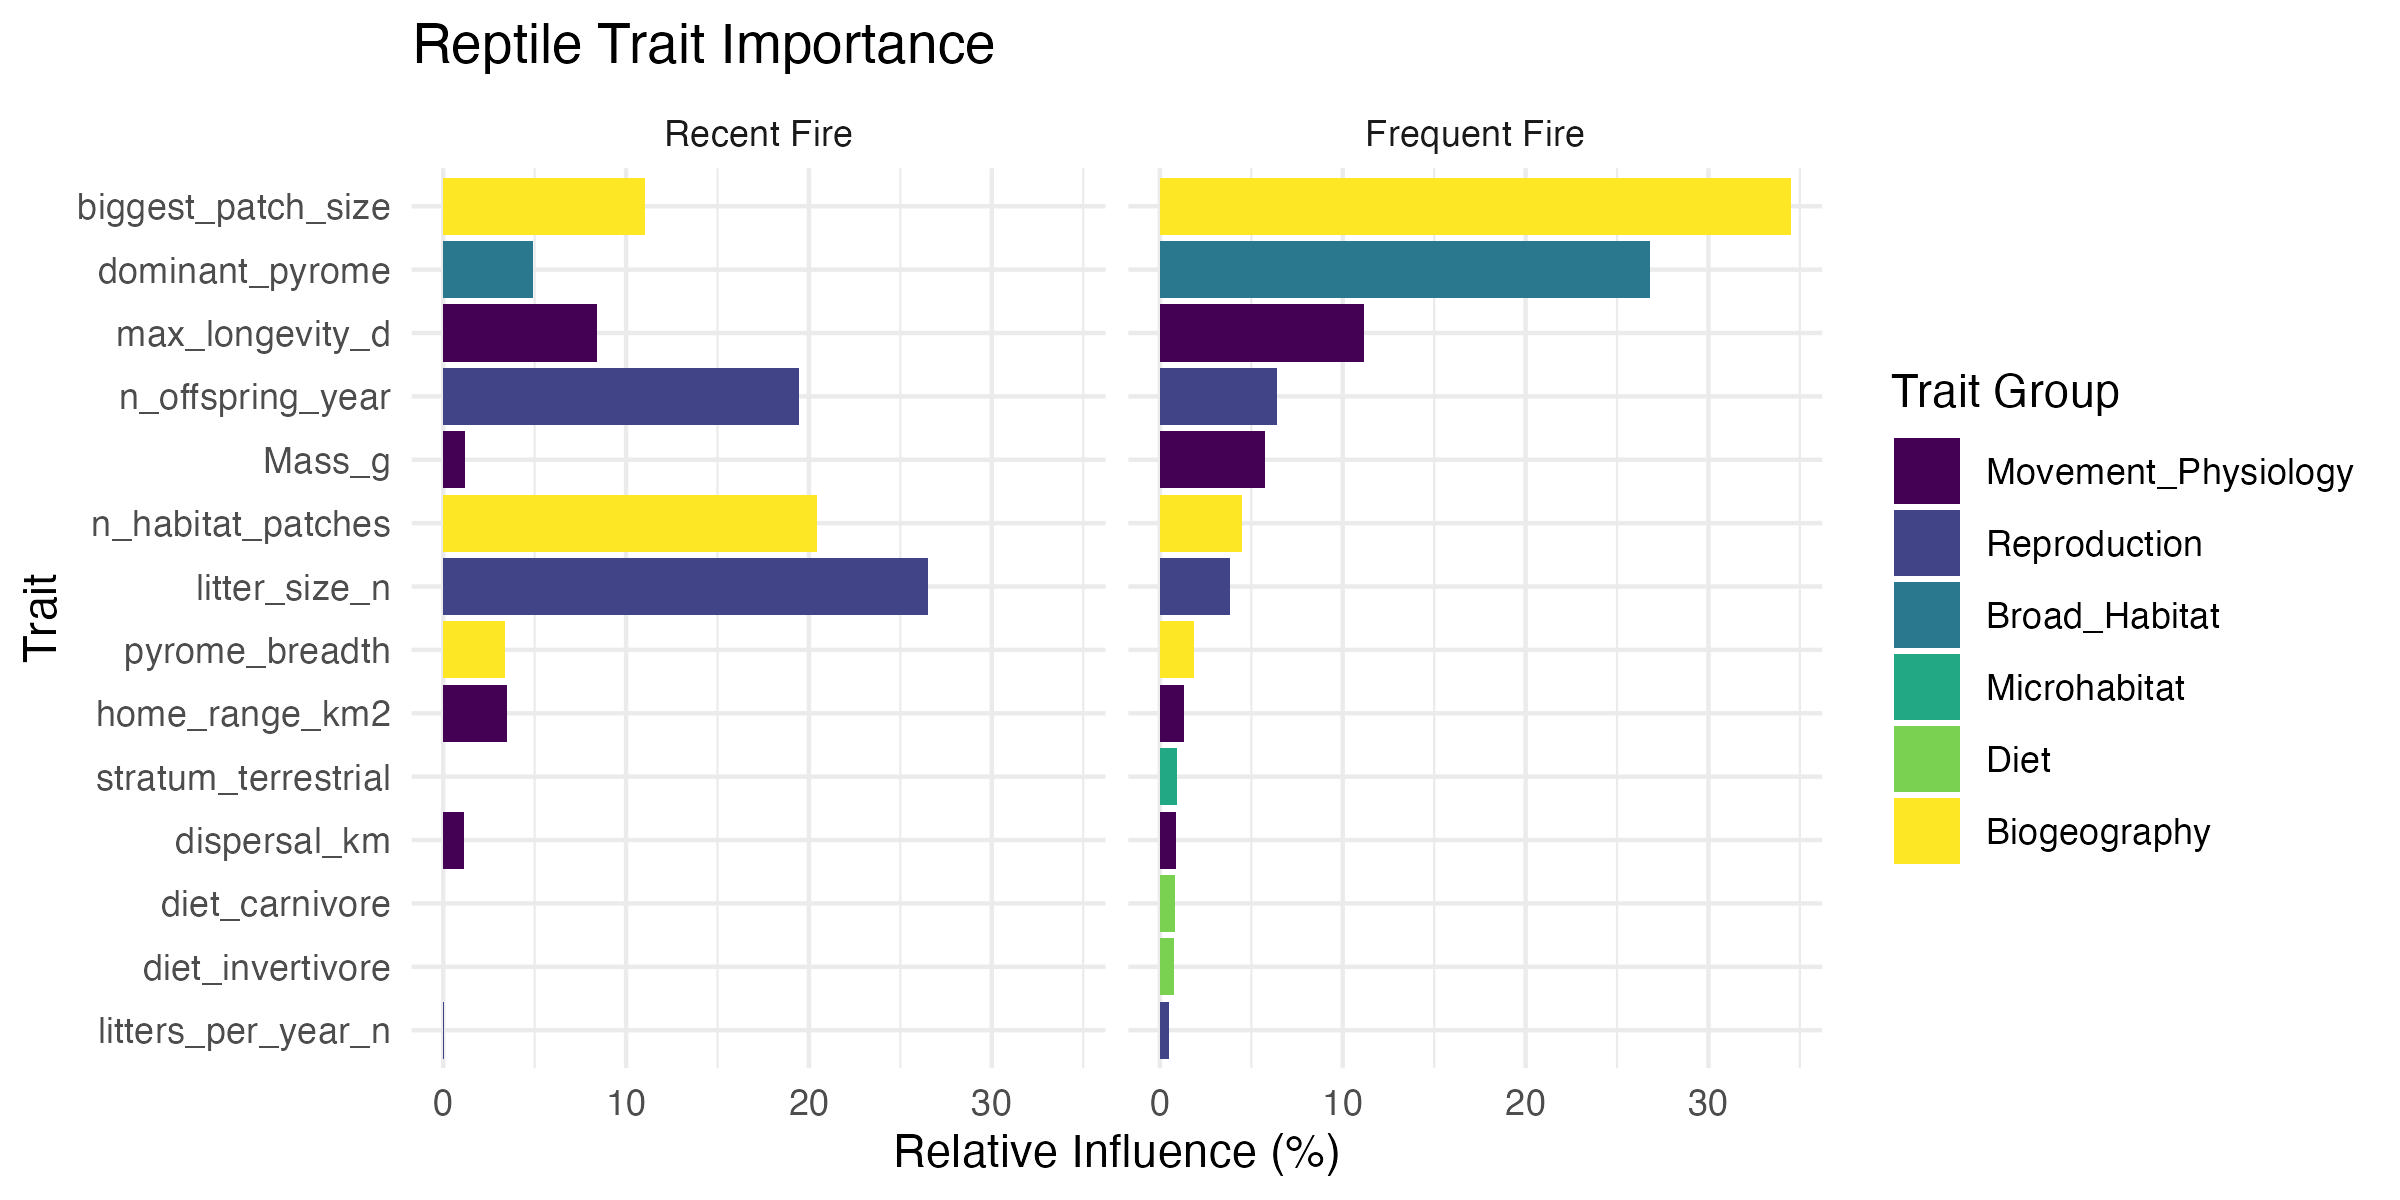 Reptile Trait Importance
Recent Fire
Frequent Fire
Trait
biggest_patch_size
dominant_pyrome
max_longevity_d
n_offspring_year
Mass_g
n_habitat_patches
litter_size_n
pyrome_breadth
home_range_km2
stratum_terrestrial
dispersal_km
diet_carnivore
diet_invertivore
litters_per_year_n
0 10 20 30
0 10 20 30
Relative Influence (%)
Trait Group
Movement_Physiology
Reproduction
Broad_Habitat
Microhabitat
Diet
Biogeography